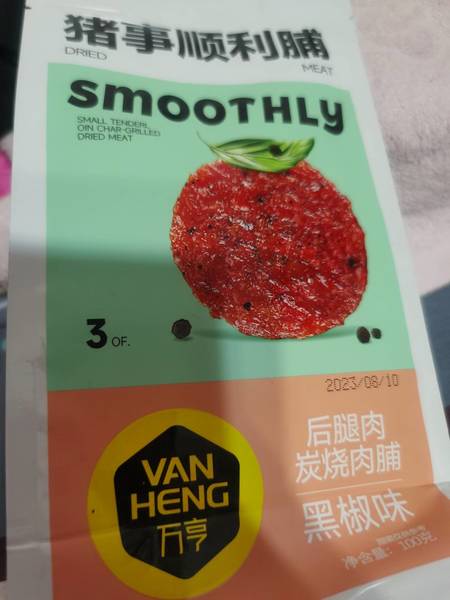 猪事顺利脯
DRIED
MEAT
SMOOTHLY
SMALL TENDERL
OIN CHAR-GRILLED
DRIED MEAT
3 OF.
2023/08/10
后腿肉
炭烧肉脯
黑椒味
净含量:100克
VAN
HENG
万亨